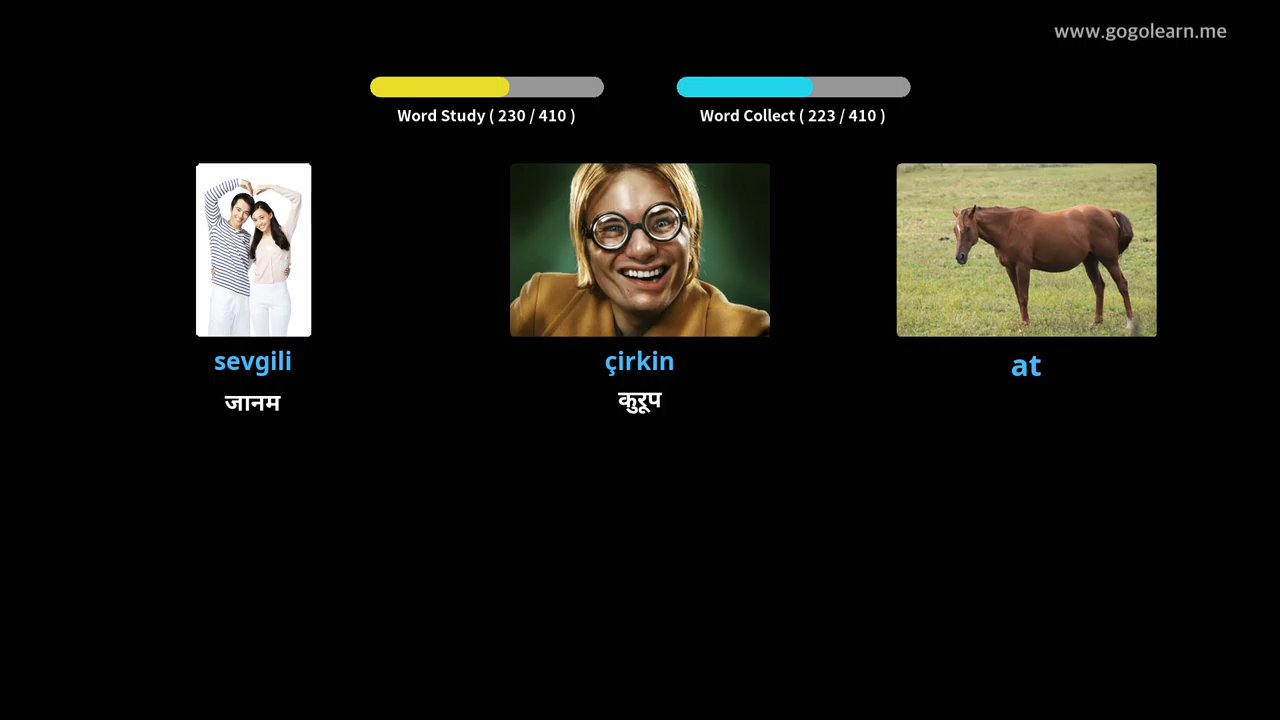 www.gogolearn.me
Word Study ( 230 / 410 )
Word Collect ( 223 / 410 )
sevgili
çirkin
at
जानम
कुरूप